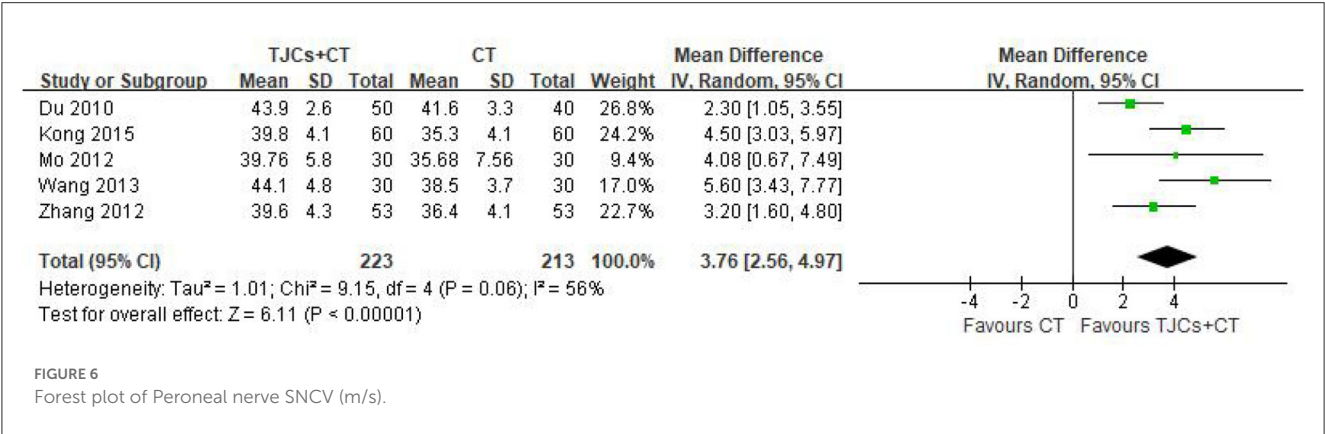 TJCs+CT CT Mean Difference Mean Difference
Study or Subgroup Mean SD Total Mean SD Total Weight IV, Random, 95% CI IV, Random, 95% CI
Du 2010 43.9 2.6 50 41.6 3.3 40 26.8% 2.30 [1.05, 3.55]
Kong 2015 39.8 4.1 60 35.3 4.1 60 24.2% 4.50 [3.03, 5.97]
Mo 2012 39.76 5.8 30 35.68 7.56 30 9.4% 4.08 [0.67, 7.49]
Wang 2013 44.1 4.8 30 38.5 3.7 30 17.0% 5.60 [3.43, 7.77]
Zhang 2012 39.6 4.3 53 36.4 4.1 53 22.7% 3.20 [1.60, 4.80]
Total (95% CI) 223 213 100.0% 3.76 [2.56, 4.97]
Heterogeneity: Tau² = 1.01; Chi² = 9.15, df = 4 (P = 0.06); I² = 56%
Test for overall effect: Z = 6.11 (P < 0.00001)
-4 -2 0 2 4
Favours CT Favours TJCs+CT
FIGURE 6
Forest plot of Peroneal nerve SNCV (m/s).